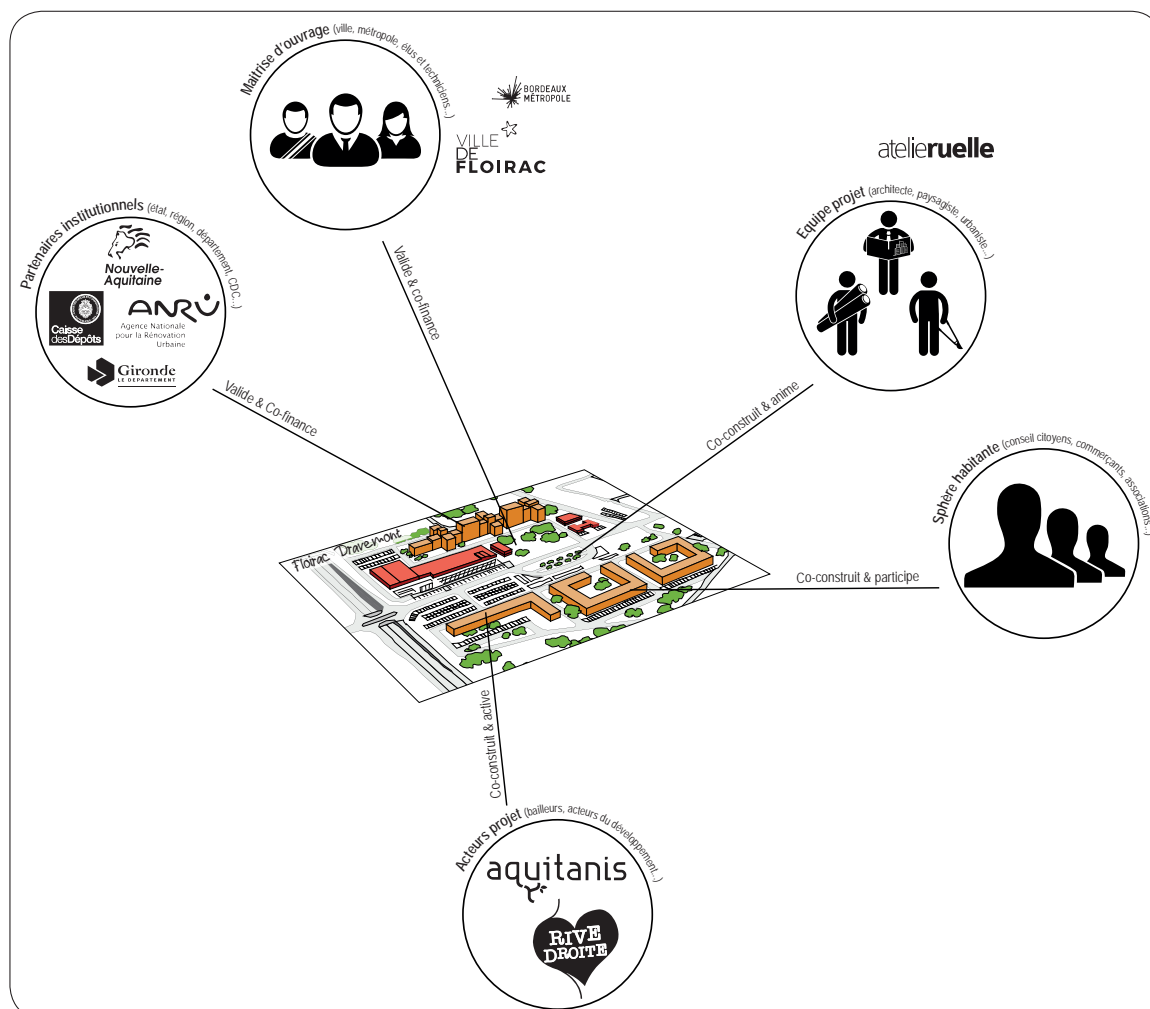 Maitrise d'ouvrage (ville, métropole, élus et techniciens...)
BORDEAUX
MÉTROPOLE
VILLE
DE
FLOIRAC
atelieruelle
Equipe projet (architecte, paysagiste, urbaniste...)
Partenaires institutionnels (état, région, département, CDC...)
Nouvelle-
Aquitaine
Caisse
desDépôts
ANRU
Agence Nationale
pour la Rénovation
Urbaine
Gironde
LE DEPARTEMENT
Valide & co-finance
Valide & Co-finance
Co-construit & anime
Sphère habitante (conseil citoyens, commerçants, associations...)
Floirac Dravemont
Co-construit & participe
Co-construit & active
Acteurs projet (bailleurs, acteurs du développement...)
aquitanis
RIVE
DROITE